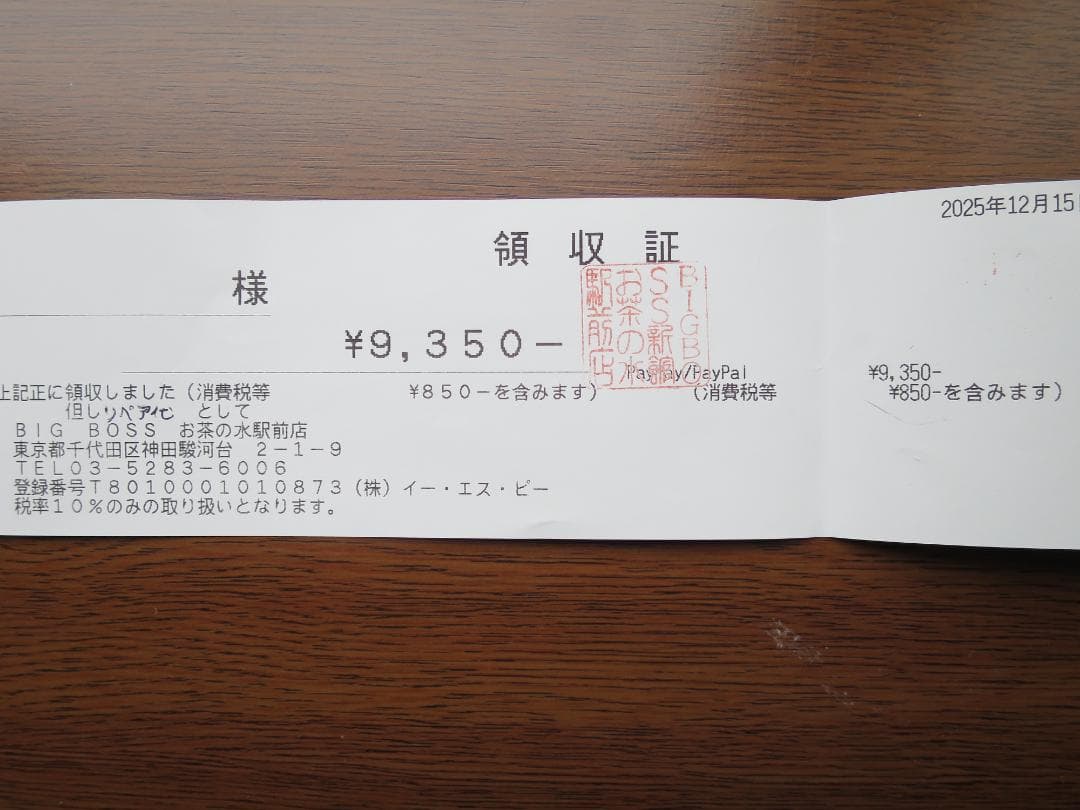 2025年12月15日
領収証
様
¥9,350−
BIGBO
SS新
お茶の水
駅前店
PayPay/PayPal ¥9,350-
上記正に領収しました（消費税等 ¥850−を含みます） （消費税等 ¥850-を含みます）
但しリペア代 として
BIG BOSS お茶の水駅前店
東京都千代田区神田駿河台 2−1−9
TEL03−5283−6006
登録番号T8010001010873（株）イー・エス・ピー
税率10％のみの取り扱いとなります。